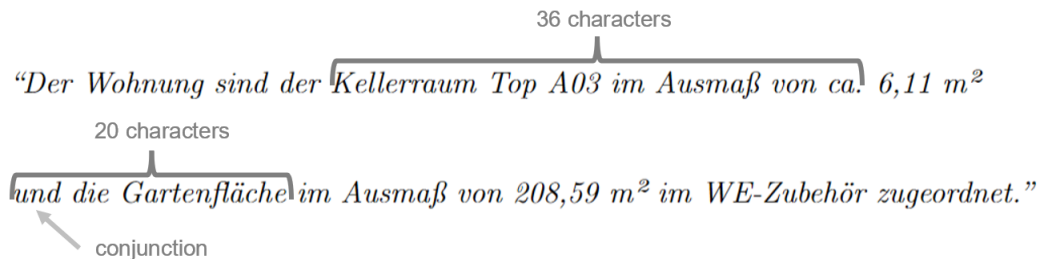 36 characters
“Der Wohnung sind der Kellerraum Top A03 im Ausmaß von ca. 6,11 m²
20 characters
und die Gartenfläche im Ausmaß von 208,59 m² im WE-Zubehör zugeordnet.”
conjunction